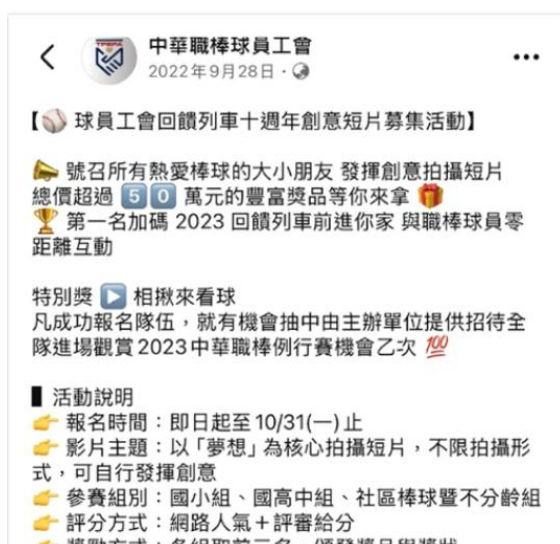 中華職棒球員工會
2022年9月28日
【⚾ 球員工會回饋列車十週年創意短片募集活動】
📣 號召所有熱愛棒球的大小朋友 發揮創意拍攝短片
總價超過 5️⃣0️⃣ 萬元的豐富獎品等你來拿 🎁
🏆 第一名加碼 2023 回饋列車前進你家 與職棒球員零
距離互動
特別獎 ▶️ 相揪來看球
凡成功報名隊伍，就有機會抽中由主辦單位提供招待全
隊進場觀賞2023中華職棒例行賽機會乙次 💯
▋活動說明
👉 報名時間：即日起至10/31(一)止
👉 影片主題：以「夢想」為核心拍攝短片，不限拍攝形
式，可自行發揮創意
👉 參賽組別：國小組、國高中組、社區棒球暨不分齡組
👉 評分方式：網路人氣＋評審給分